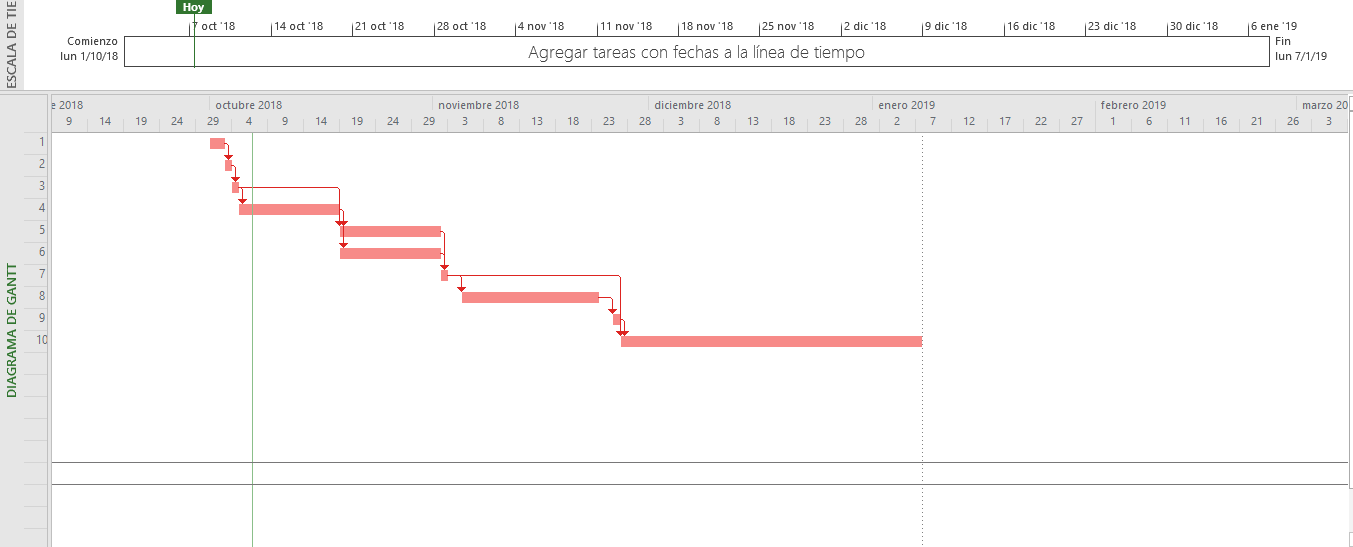 ESCALA DE TIE
Hoy
7 oct '18 14 oct '18 21 oct '18 28 oct '18 4 nov '18 11 nov '18 18 nov '18 25 nov '18 2 dic '18 9 dic '18 16 dic '18 23 dic '18 30 dic '18 6 ene '19
Comienzo
lun 1/10/18
Agregar tareas con fechas a la línea de tiempo
Fin
lun 7/1/19
DIAGRAMA DE GANTT
e 2018 octubre 2018 noviembre 2018 diciembre 2018 enero 2019 febrero 2019 marzo 20
9 14 19 24 29 4 9 14 19 24 29 3 8 13 18 23 28 3 8 13 18 23 28 2 7 12 17 22 27 1 6 11 16 21 26 3
1
2
3
4
5
6
7
8
9
10